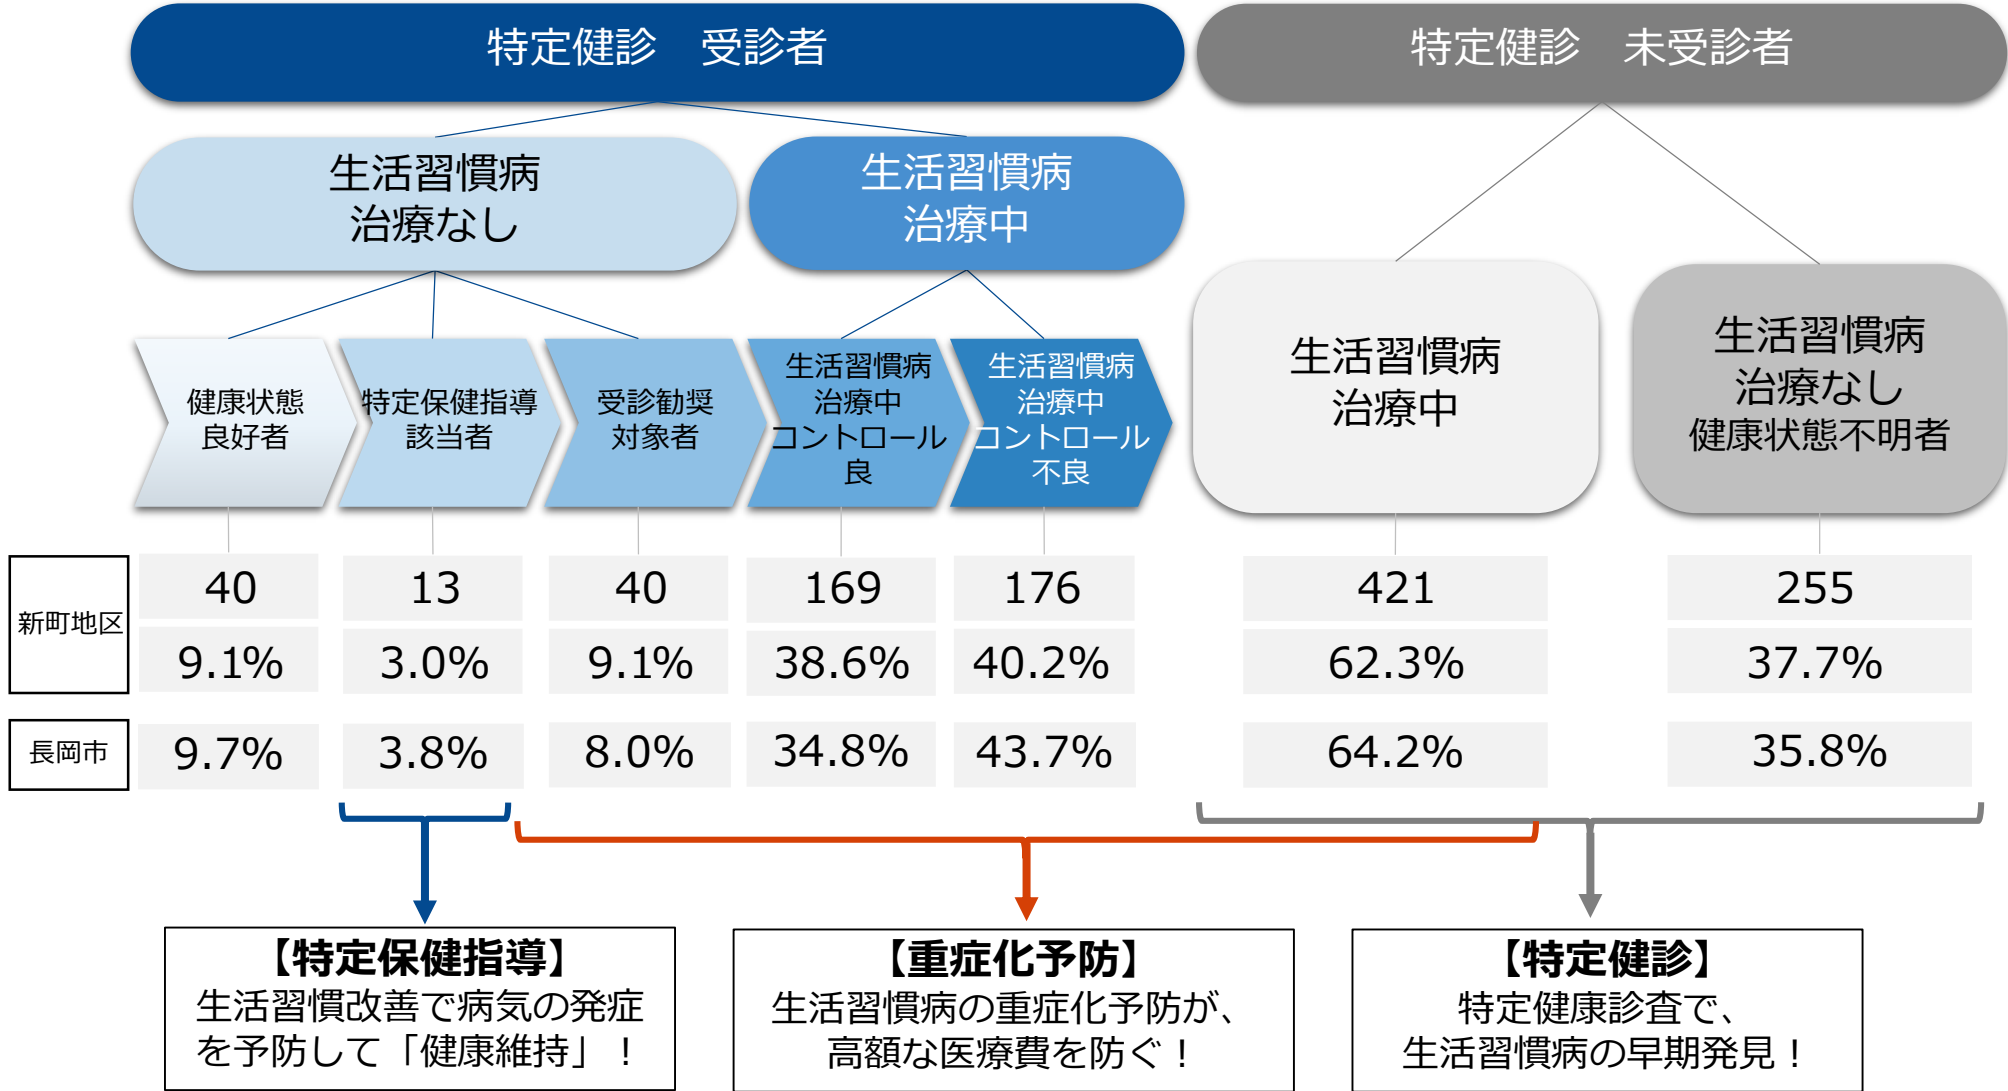 特定健診　受診者
特定健診　未受診者
生活習慣病
治療なし
生活習慣病
治療中
健康状態
良好者
特定保健指導
該当者
受診勧奨
対象者
生活習慣病
治療中
コントロール
良
生活習慣病
治療中
コントロール
不良
生活習慣病
治療中
生活習慣病
治療なし
健康状態不明者
新町地区
40 13 40 169 176 421 255
9.1% 3.0% 9.1% 38.6% 40.2% 62.3% 37.7%
長岡市 9.7% 3.8% 8.0% 34.8% 43.7% 64.2% 35.8%
【特定保健指導】
生活習慣改善で病気の発症
を予防して「健康維持」！
【重症化予防】
生活習慣病の重症化予防が、
高額な医療費を防ぐ！
【特定健診】
特定健康診査で、
生活習慣病の早期発見！